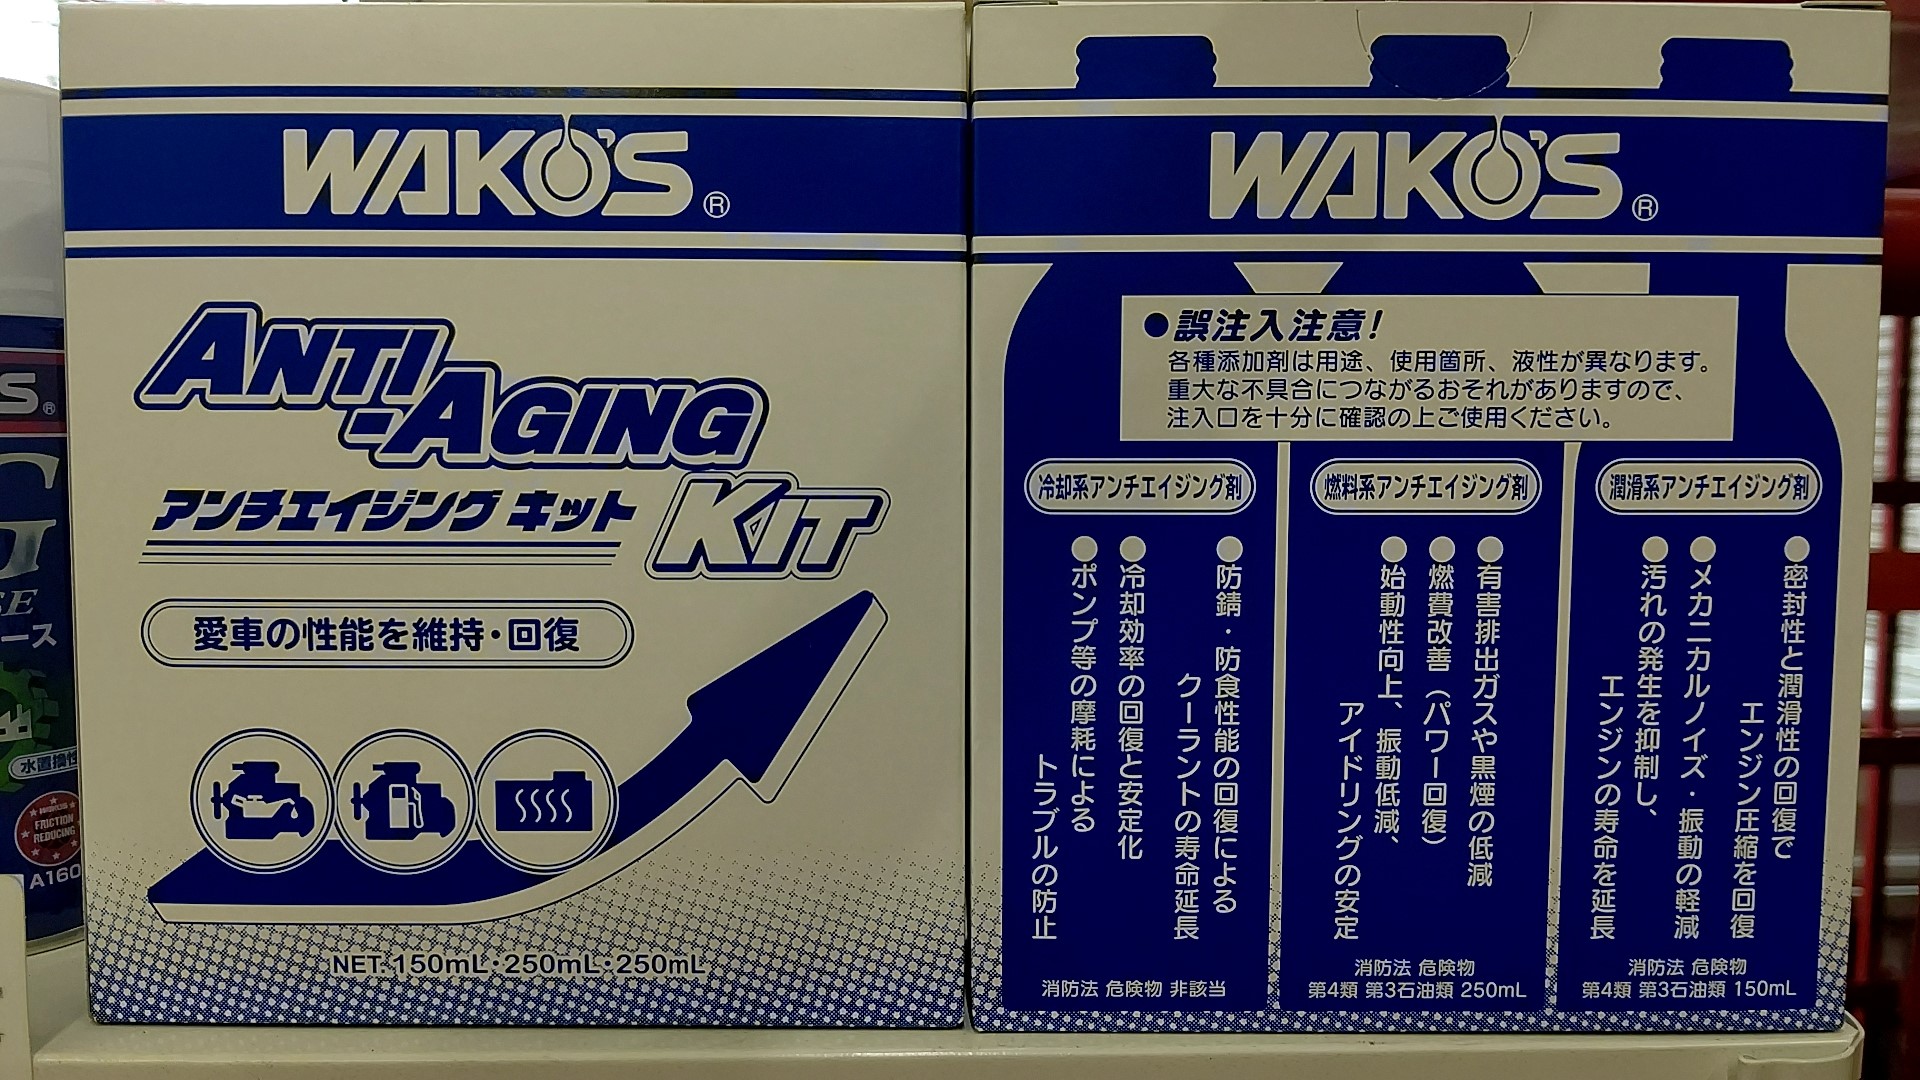 WAKO'S®
ANTI
-AGING
アンチエイジング キット
KIT
愛車の性能を維持・回復
NET. 150mL・250mL・250mL
WAKO'S®
●誤注入注意!
各種添加剤は用途、使用箇所、液性が異なります。
重大な不具合につながるおそれがありますので、
注入口を十分に確認の上ご使用ください。
冷却系アンチエイジング剤
●防錆・防食性能の回復による
クーラントの寿命延長
●冷却効率の回復と安定化
●ポンプ等の摩耗による
トラブルの防止
消防法 危険物 非該当
燃料系アンチエイジング剤
●有害排出ガスや黒煙の低減
●燃費改善（パワー回復）
●始動性向上、振動低減、
アイドリングの安定
消防法 危険物
第4類 第3石油類 250mL
潤滑系アンチエイジング剤
●密封性と潤滑性の回復で
エンジン圧縮を回復
●メカニカルノイズ・振動の軽減
●汚れの発生を抑制し、
エンジンの寿命を延長
消防法 危険物
第4類 第3石油類 150mL
S®
SE
ース
水置換性
FRICTION
REDUCING
A160